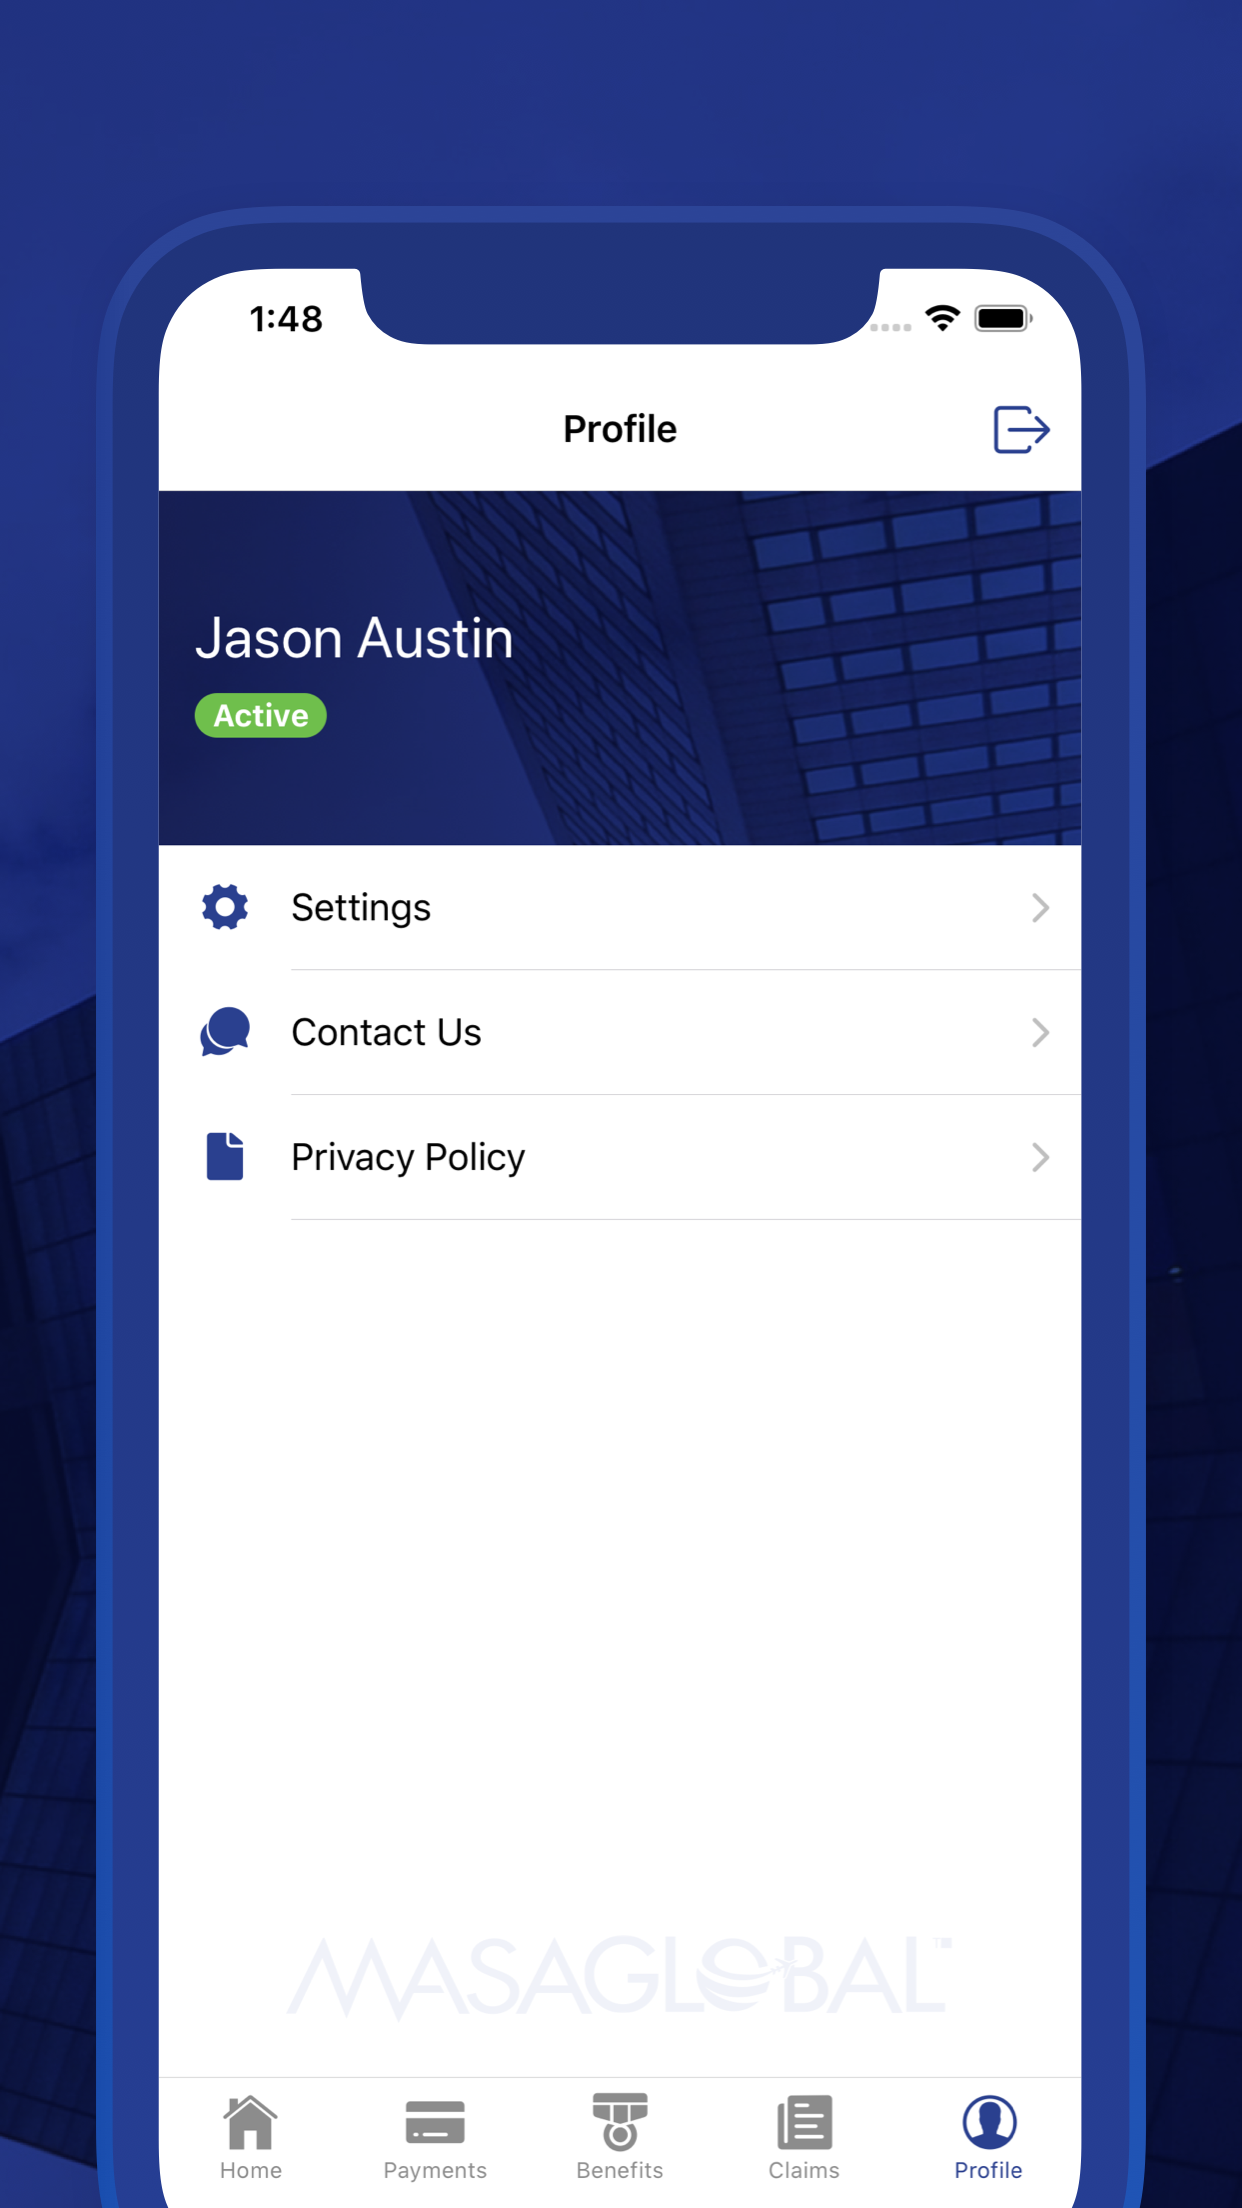 1:48
Profile
Jason Austin
Active
Settings
Contact Us
Privacy Policy
MASAGLOBAL
Home
Payments
Benefits
Claims
Profile